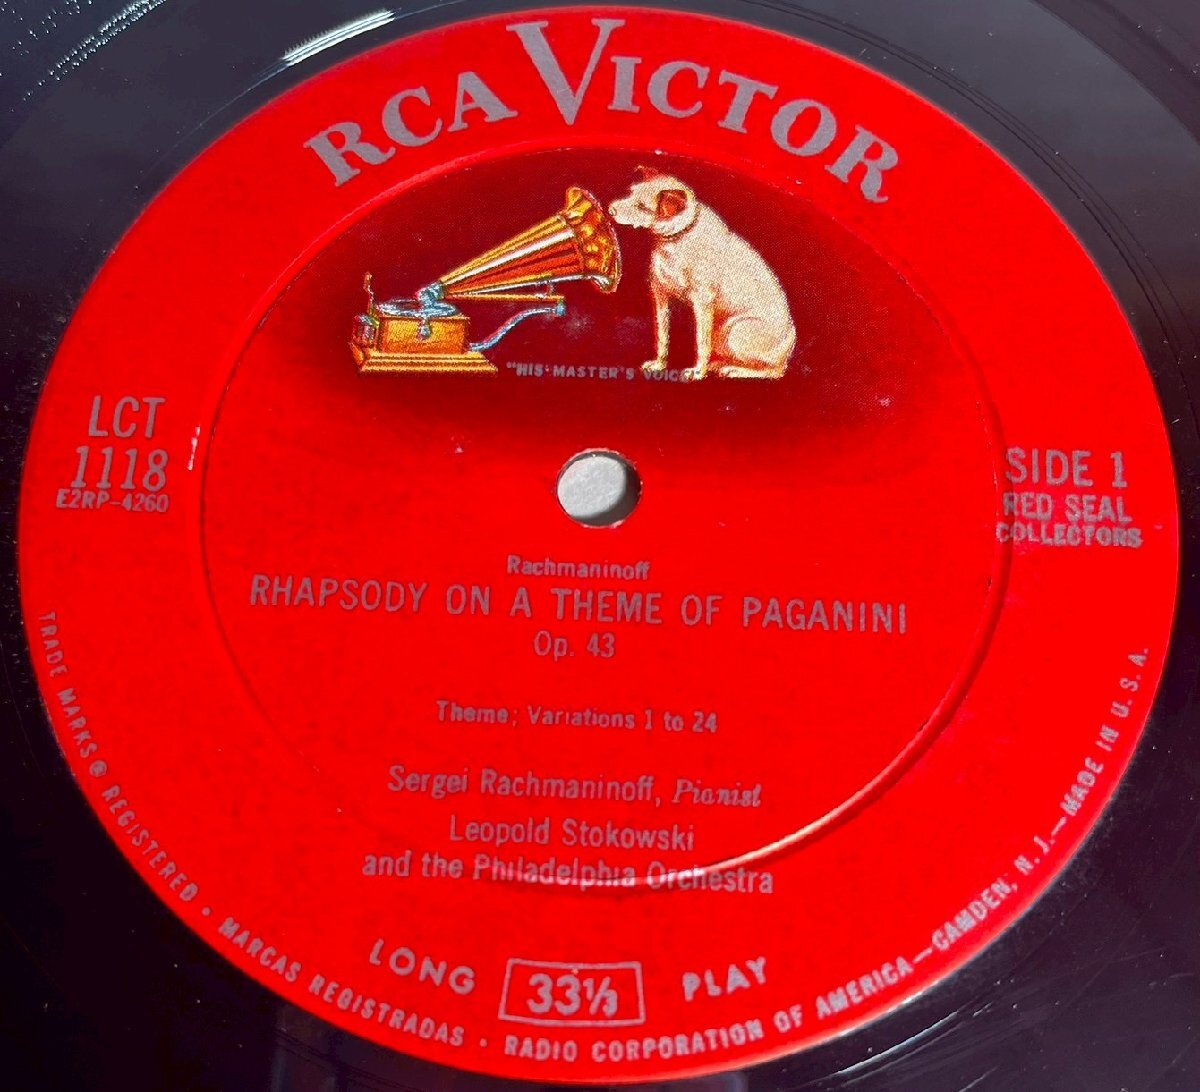 RCA VICTOR
"HIS MASTER'S VOICE"
LCT
1118
E2RP-4260
SIDE 1
RED SEAL
COLLECTORS
Rachmaninoff
RHAPSODY ON A THEME OF PAGANINI
Op. 43
Theme; Variations 1 to 24
Sergei Rachmaninoff, Pianist
Leopold Stokowski
and the Philadelphia Orchestra
LONG 33⅓ PLAY
TRADE MARKS ® REGISTERED • MARCAS REGISTRADAS • RADIO CORPORATION OF AMERICA—CAMDEN, N. J.—MADE IN U. S. A.